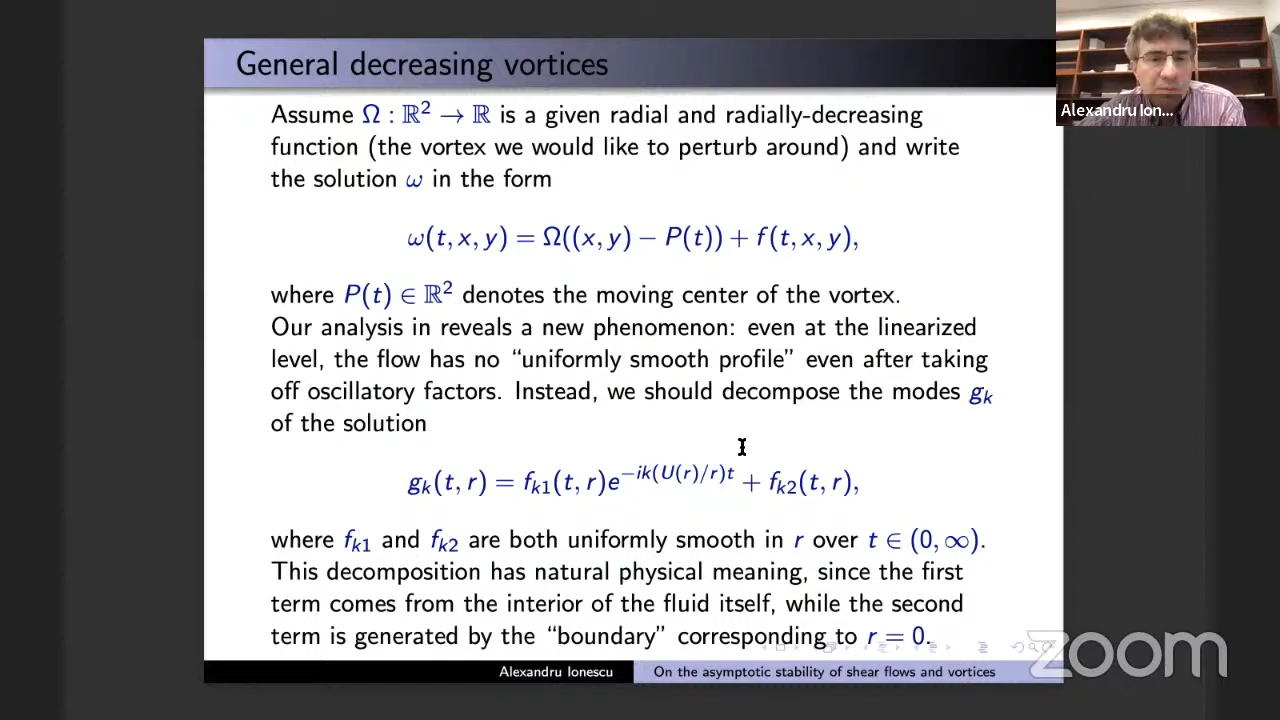 General decreasing vortices
Alexandru Ion...
Assume Ω : ℝ² → ℝ is a given radial and radially-decreasing
function (the vortex we would like to perturb around) and write
the solution ω in the form
ω(t, x, y) = Ω((x, y) − P(t)) + f(t, x, y),
where P(t) ∈ ℝ² denotes the moving center of the vortex.
Our analysis in reveals a new phenomenon: even at the linearized
level, the flow has no “uniformly smooth profile” even after taking
off oscillatory factors. Instead, we should decompose the modes gₖ
of the solution
gₖ(t, r) = fₖ₁(t, r)e^{−ik(U(r)/r)t} + fₖ₂(t, r),
where fₖ₁ and fₖ₂ are both uniformly smooth in r over t ∈ (0, ∞).
This decomposition has natural physical meaning, since the first
term comes from the interior of the fluid itself, while the second
term is generated by the “boundary” corresponding to r = 0.
zoom
Alexandru Ionescu
On the asymptotic stability of shear flows and vortices